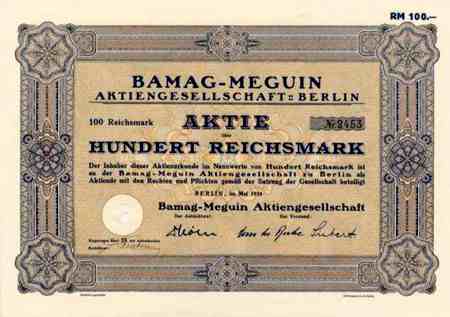 RM 100.—
BAMAG-MEGUIN
AKTIENGESELLSCHAFT:: BERLIN
100 Reichsmark AKTIE № 2453
über
HUNDERT REICHSMARK
Der Inhaber dieser Aktienurkunde im Nennwerte von Hundert Reichsmark ist
an der Bamag-Meguin Aktiengesellschaft zu Berlin als
Aktionär mit den Rechten und Pflichten gemäß der Satzung der Gesellschaft beteiligt
BERLIN, im Mai
Bamag-Meguin Aktiengesellschaft
Der Aufsichtsrat: Der Vorstand: